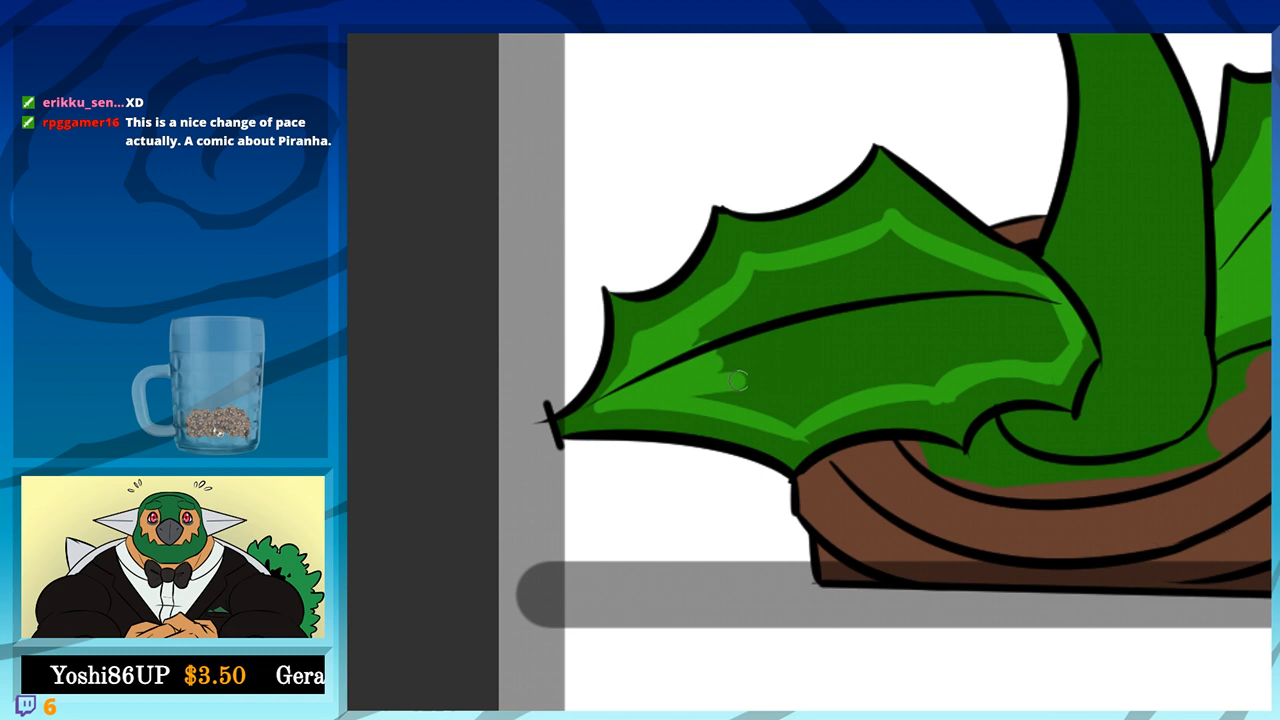 erikku_sen... XD
rpggamer16 This is a nice change of pace
actually. A comic about Piranha.
Yoshi86UP $3.50 Gera
6